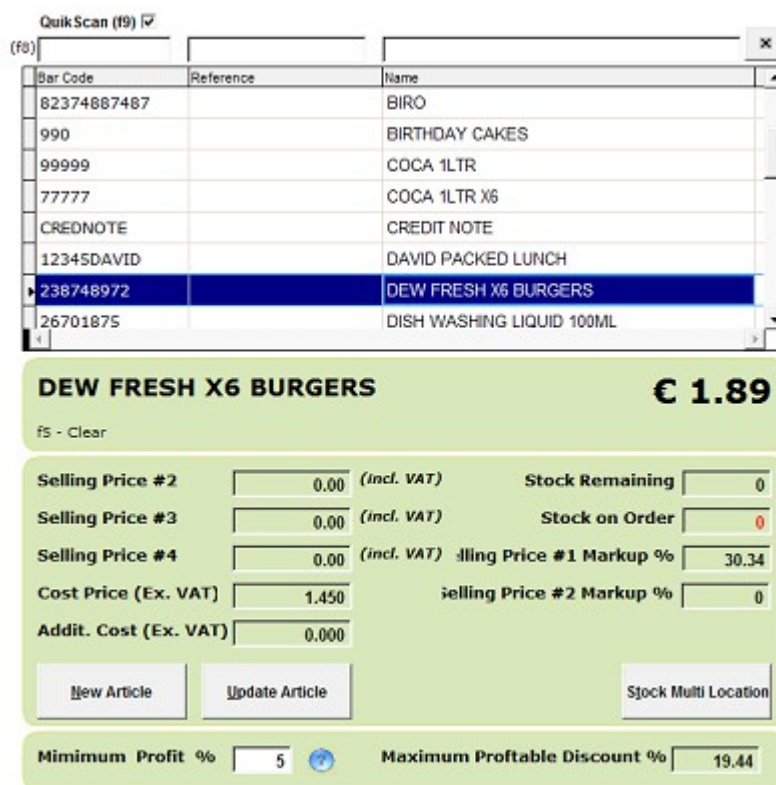 QuikScan (f9)
(f8)
Bar Code Reference Name
82374887487 BIRO
990 BIRTHDAY CAKES
99999 COCA 1LTR
77777 COCA 1LTR X6
CREDNOTE CREDIT NOTE
12345DAVID DAVID PACKED LUNCH
238748972 DEW FRESH X6 BURGERS
26701875 DISH WASHING LIQUID 100ML
DEW FRESH X6 BURGERS € 1.89
f5 - Clear
Selling Price #2 0.00 (incl. VAT) Stock Remaining 0
Selling Price #3 0.00 (incl. VAT) Stock on Order 0
Selling Price #4 0.00 (incl. VAT) lling Price #1 Markup % 30.34
Cost Price (Ex. VAT) 1.450 elling Price #2 Markup % 0
Addit. Cost (Ex. VAT) 0.000
New Article Update Article Stock Multi Location
Mimimum Profit % 5 ? Maximum Proftable Discount % 19.44